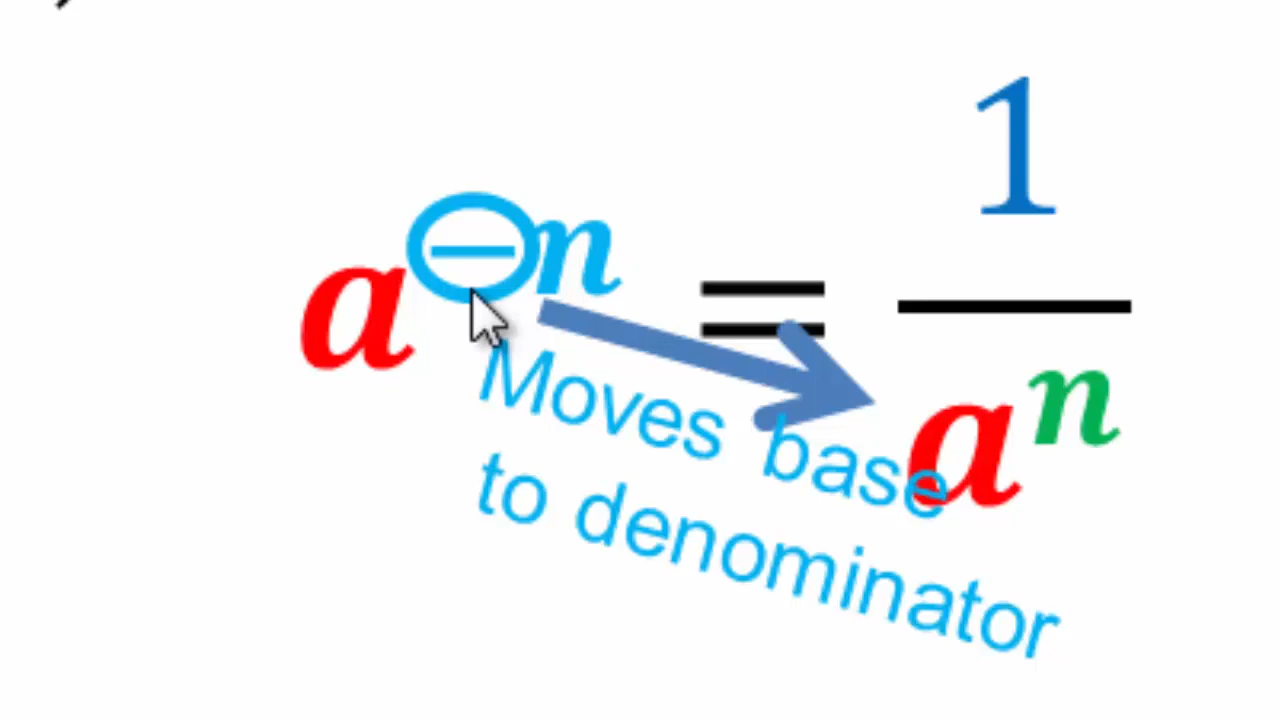 a⁻ⁿ = 1/aⁿ
Moves base
to denominator